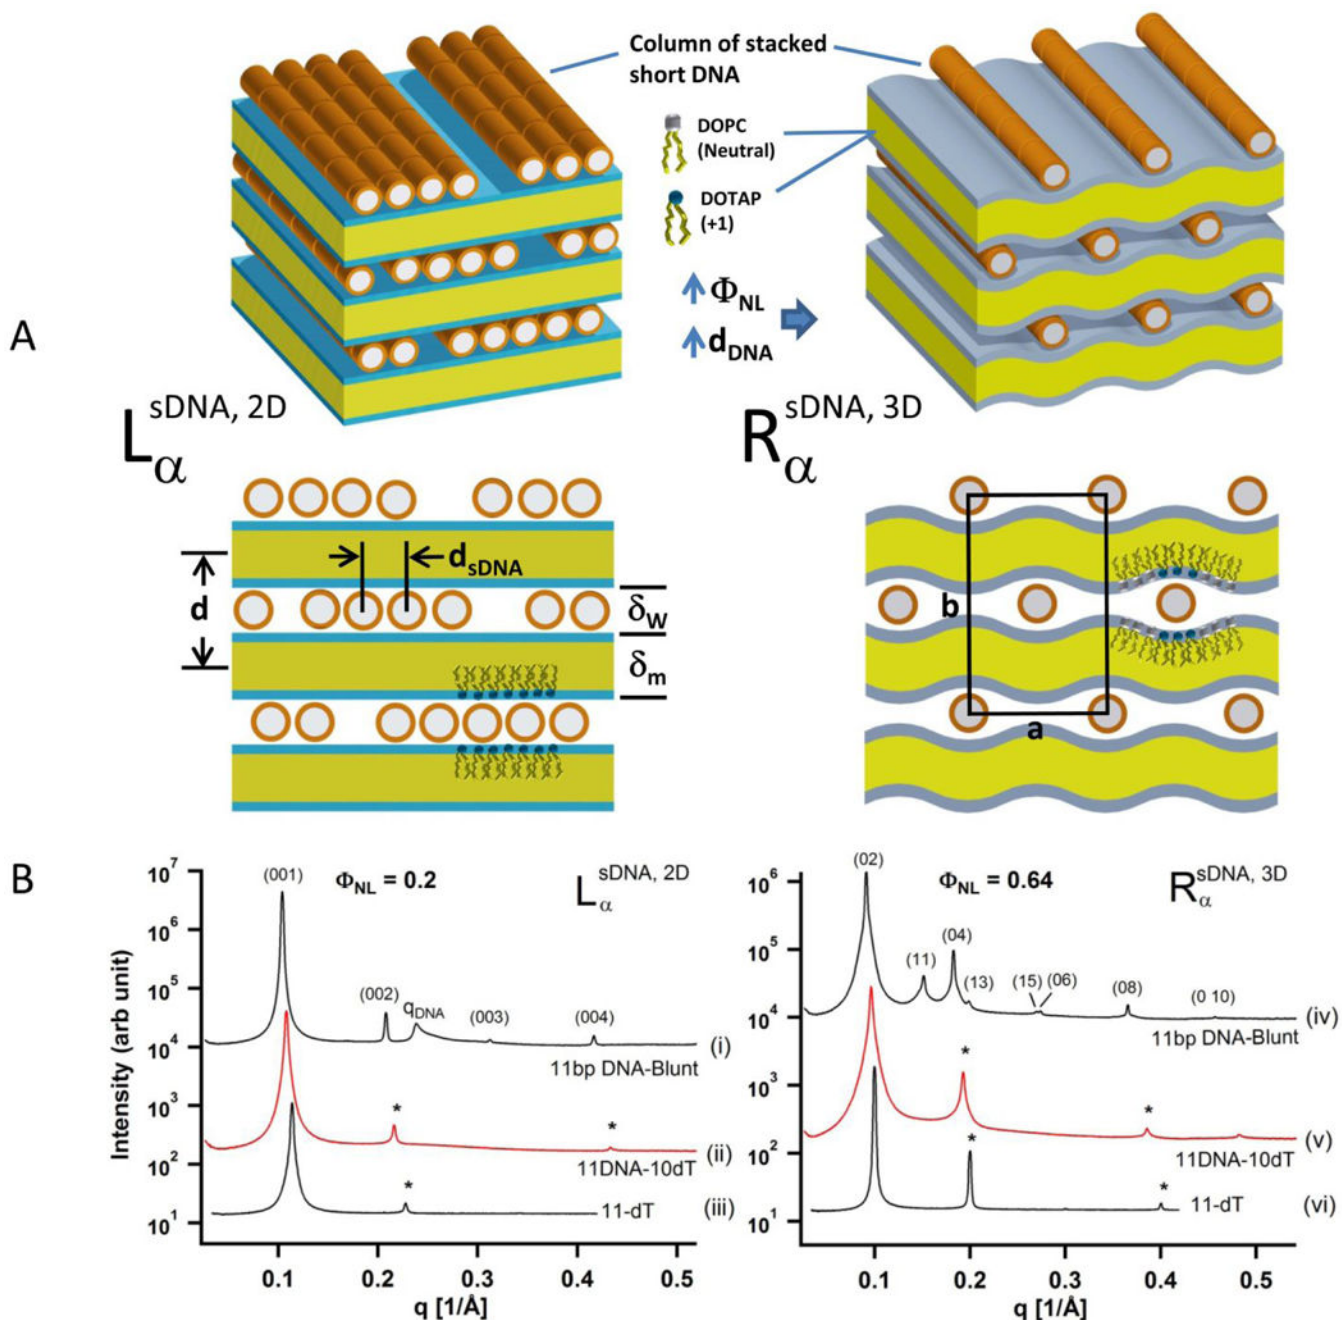 Column of stacked
short DNA
DOPC
(Neutral)
DOTAP
(+1)
↑ Φ_NL
↑ d_DNA
A
L_α^sDNA, 2D
R_α^sDNA, 3D
d
d_sDNA
δ_W
δ_m
b
a
B
Φ_NL = 0.2
L_α^sDNA, 2D
Intensity (arb unit)
10^7
10^6
10^5
10^4
10^3
10^2
10^1
(001)
(002)
q_DNA
(003)
(004)
(i)
11bp DNA-Blunt
* *
(ii)
11DNA-10dT
*
11-dT
(iii)
0.1 0.2 0.3 0.4 0.5
q [1/Å]
Φ_NL = 0.64
R_α^sDNA, 3D
10^6
10^5
10^4
10^3
10^2
10^1
(02)
(11)
(04)
(13)
(15) (06)
(08)
(0 10)
(iv)
11bp DNA-Blunt
* *
(v)
11DNA-10dT
* *
11-dT
(vi)
0.1 0.2 0.3 0.4 0.5
q [1/Å]